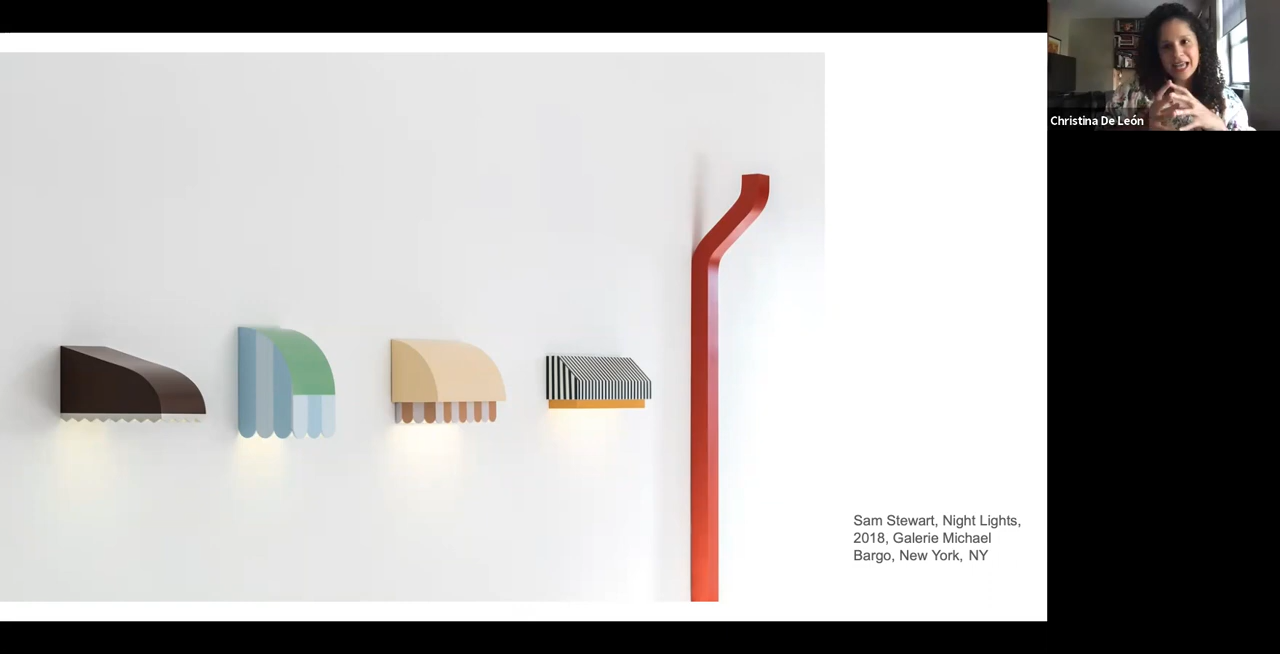 Christina De León
Sam Stewart, Night Lights,
2018, Galerie Michael
Bargo, New York, NY